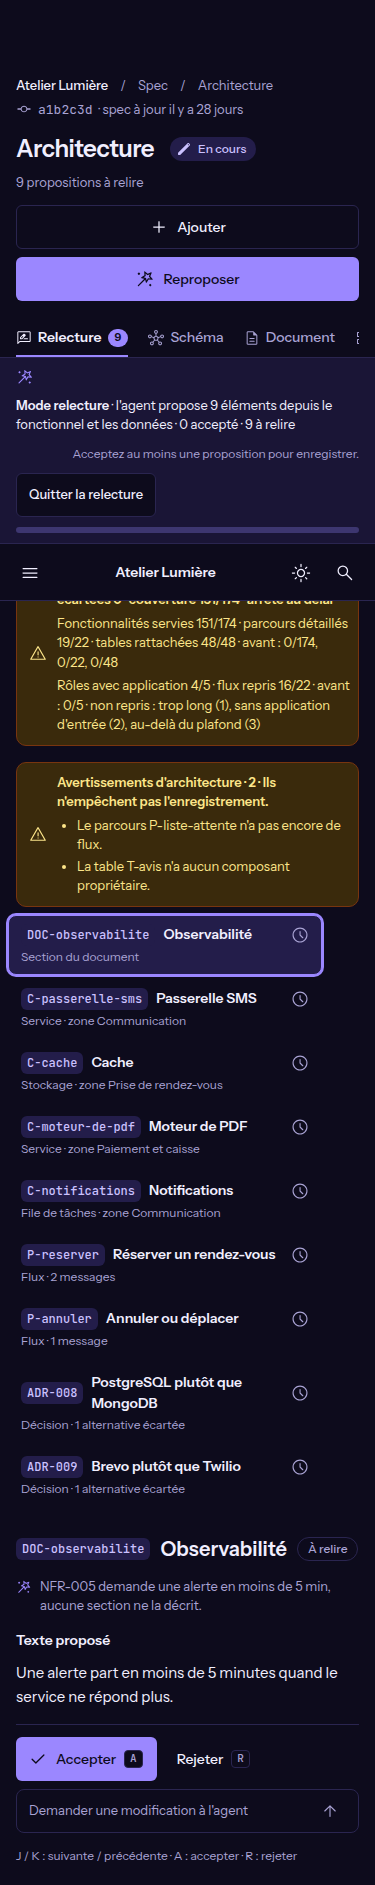 Atelier Lumière / Spec / Architecture
a1b2c3d · spec à jour il y a 28 jours
Architecture En cours
9 propositions à relire
Ajouter
Reproposer
Relecture 9 Schéma Document
Mode relecture · l'agent propose 9 éléments depuis le
fonctionnel et les données · 0 accepté · 9 à relire
Acceptez au moins une proposition pour enregistrer.
Quitter la relecture
Atelier Lumière
écartées 0 · couverture 151/174 · arrêté au délai
Fonctionnalités servies 151/174 · parcours détaillés
19/22 · tables rattachées 48/48 · avant : 0/174,
0/22, 0/48
Rôles avec application 4/5 · flux repris 16/22 · avant
: 0/5 · non repris : trop long (1), sans application
d'entrée (2), au-delà du plafond (3)
Avertissements d'architecture · 2 · Ils
n'empêchent pas l'enregistrement.
• Le parcours P-liste-attente n'a pas encore de
flux.
• La table T-avis n'a aucun composant
propriétaire.
DOC-observabilite Observabilité
Section du document
C-passerelle-sms Passerelle SMS
Service · zone Communication
C-cache Cache
Stockage · zone Prise de rendez-vous
C-moteur-de-pdf Moteur de PDF
Service · zone Paiement et caisse
C-notifications Notifications
File de tâches · zone Communication
P-reserver Réserver un rendez-vous
Flux · 2 messages
P-annuler Annuler ou déplacer
Flux · 1 message
ADR-008 PostgreSQL plutôt que
MongoDB
Décision · 1 alternative écartée
ADR-009 Brevo plutôt que Twilio
Décision · 1 alternative écartée
DOC-observabilite Observabilité À relire
NFR-005 demande une alerte en moins de 5 min,
aucune section ne la décrit.
Texte proposé
Une alerte part en moins de 5 minutes quand le
service ne répond plus.
Accepter A Rejeter R
Demander une modification à l'agent
J / K : suivante / précédente · A : accepter · R : rejeter